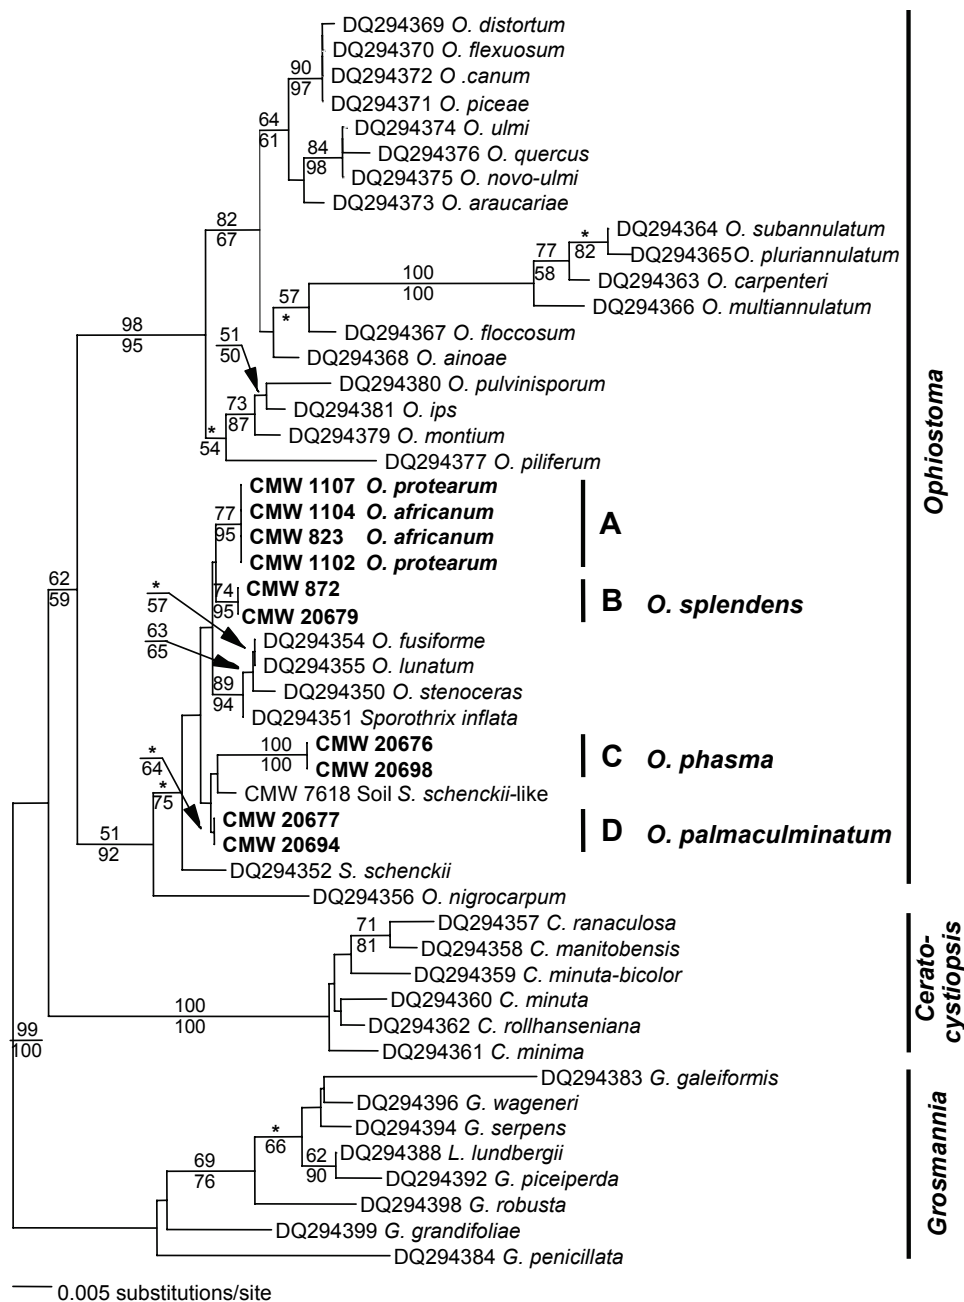 DQ294369 O. distortum
DQ294370 O. flexuosum
90
DQ294372 O .canum
97
DQ294371 O. piceae
64
DQ294374 O. ulmi
61
84
DQ294376 O. quercus
98
DQ294375 O. novo-ulmi
DQ294373 O. araucariae
82
67
DQ294364 O. subannulatum
*
82
DQ294365 O. pluriannulatum
77
58
DQ294363 O. carpenteri
100
100
DQ294366 O. multiannulatum
57
*
98
95
DQ294367 O. floccosum
51
50
DQ294368 O. ainoae
DQ294380 O. pulvinisporum
73
87
DQ294381 O. ips
DQ294379 O. montium
*
54
DQ294377 O. piliferum
Ophiostoma
CMW 1107 O. protearum
77
CMW 1104 O. africanum
A
95
CMW 823 O. africanum
CMW 1102 O. protearum
62
59
*
57
74
CMW 872
B O. splendens
95
CMW 20679
63
65
DQ294354 O. fusiforme
DQ294355 O. lunatum
89
94
DQ294350 O. stenoceras
DQ294351 Sporothrix inflata
100
CMW 20676
C O. phasma
100
CMW 20698
*
64
*
75
CMW 7618 Soil S. schenckii-like
CMW 20677
D O. palmaculminatum
CMW 20694
51
92
DQ294352 S. schenckii
DQ294356 O. nigrocarpum
71
DQ294357 C. ranaculosa
81
DQ294358 C. manitobensis
DQ294359 C. minuta-bicolor
100
100
DQ294360 C. minuta
DQ294362 C. rollhanseniana
DQ294361 C. minima
Cerato-
cystiopsis
99
100
DQ294383 G. galeiformis
DQ294396 G. wageneri
*
66
DQ294394 G. serpens
62
DQ294388 L. lundbergii
90
DQ294392 G. piceiperda
69
76
DQ294398 G. robusta
DQ294399 G. grandifoliae
DQ294384 G. penicillata
Grosmannia
0.005 substitutions/site